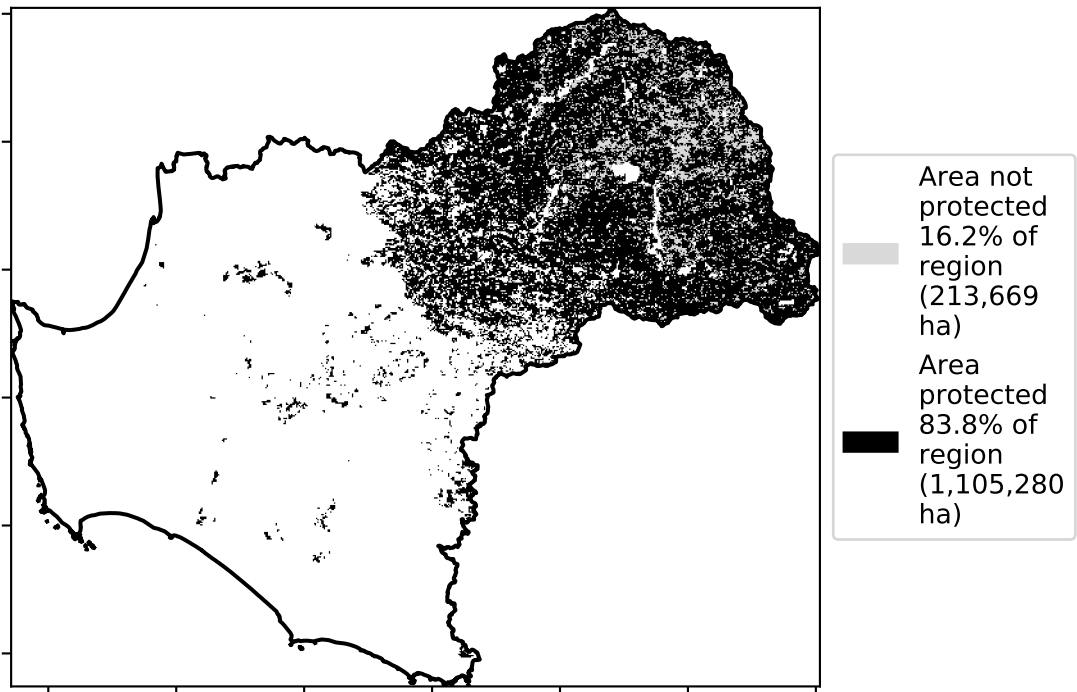 Area not
protected
16.2% of
region
(213,669
ha)
Area
protected
83.8% of
region
(1,105,280
ha)